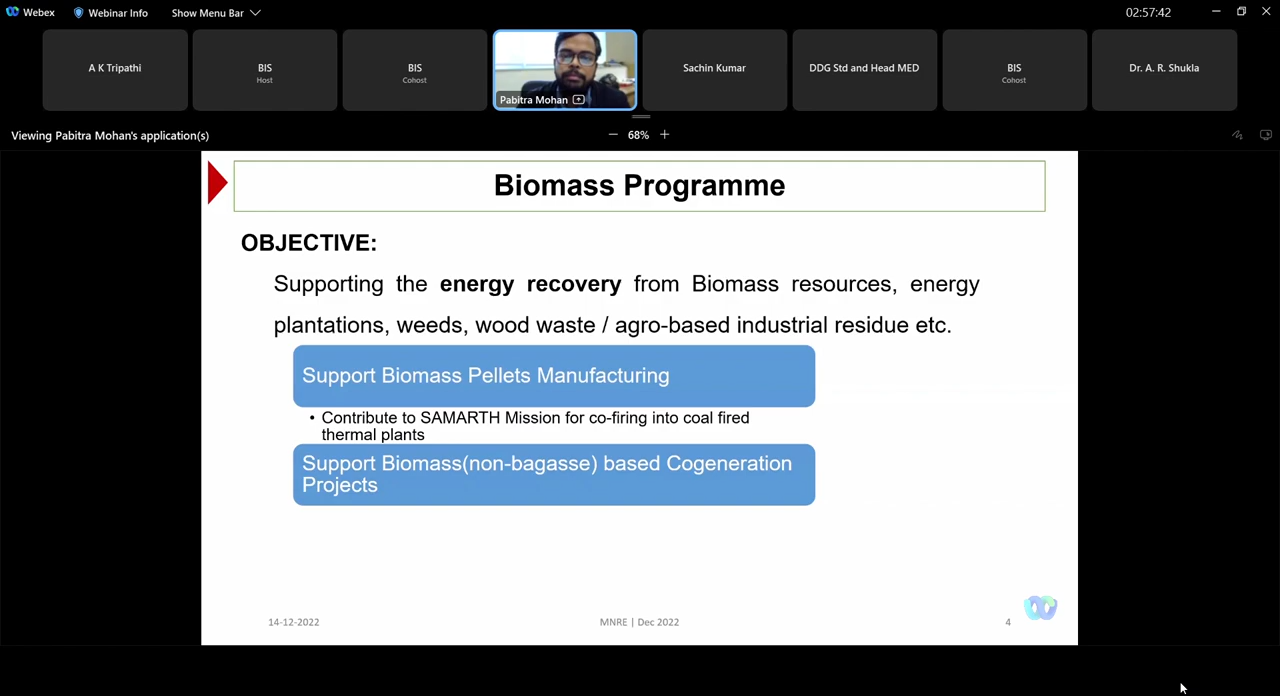 Webex
Webinar Info
Show Menu Bar
02:57:42
A K Tripathi
BIS
Host
BIS
Cohost
Pabitra Mohan
Sachin Kumar
DDG Std and Head MED
BIS
Cohost
Dr. A. R. Shukla
Viewing Pabitra Mohan's application(s)
68%
Biomass Programme
OBJECTIVE:
Supporting the energy recovery from Biomass resources, energy
plantations, weeds, wood waste / agro-based industrial residue etc.
Support Biomass Pellets Manufacturing
• Contribute to SAMARTH Mission for co-firing into coal fired
thermal plants
Support Biomass(non-bagasse) based Cogeneration
Projects
14-12-2022
MNRE | Dec 2022
4